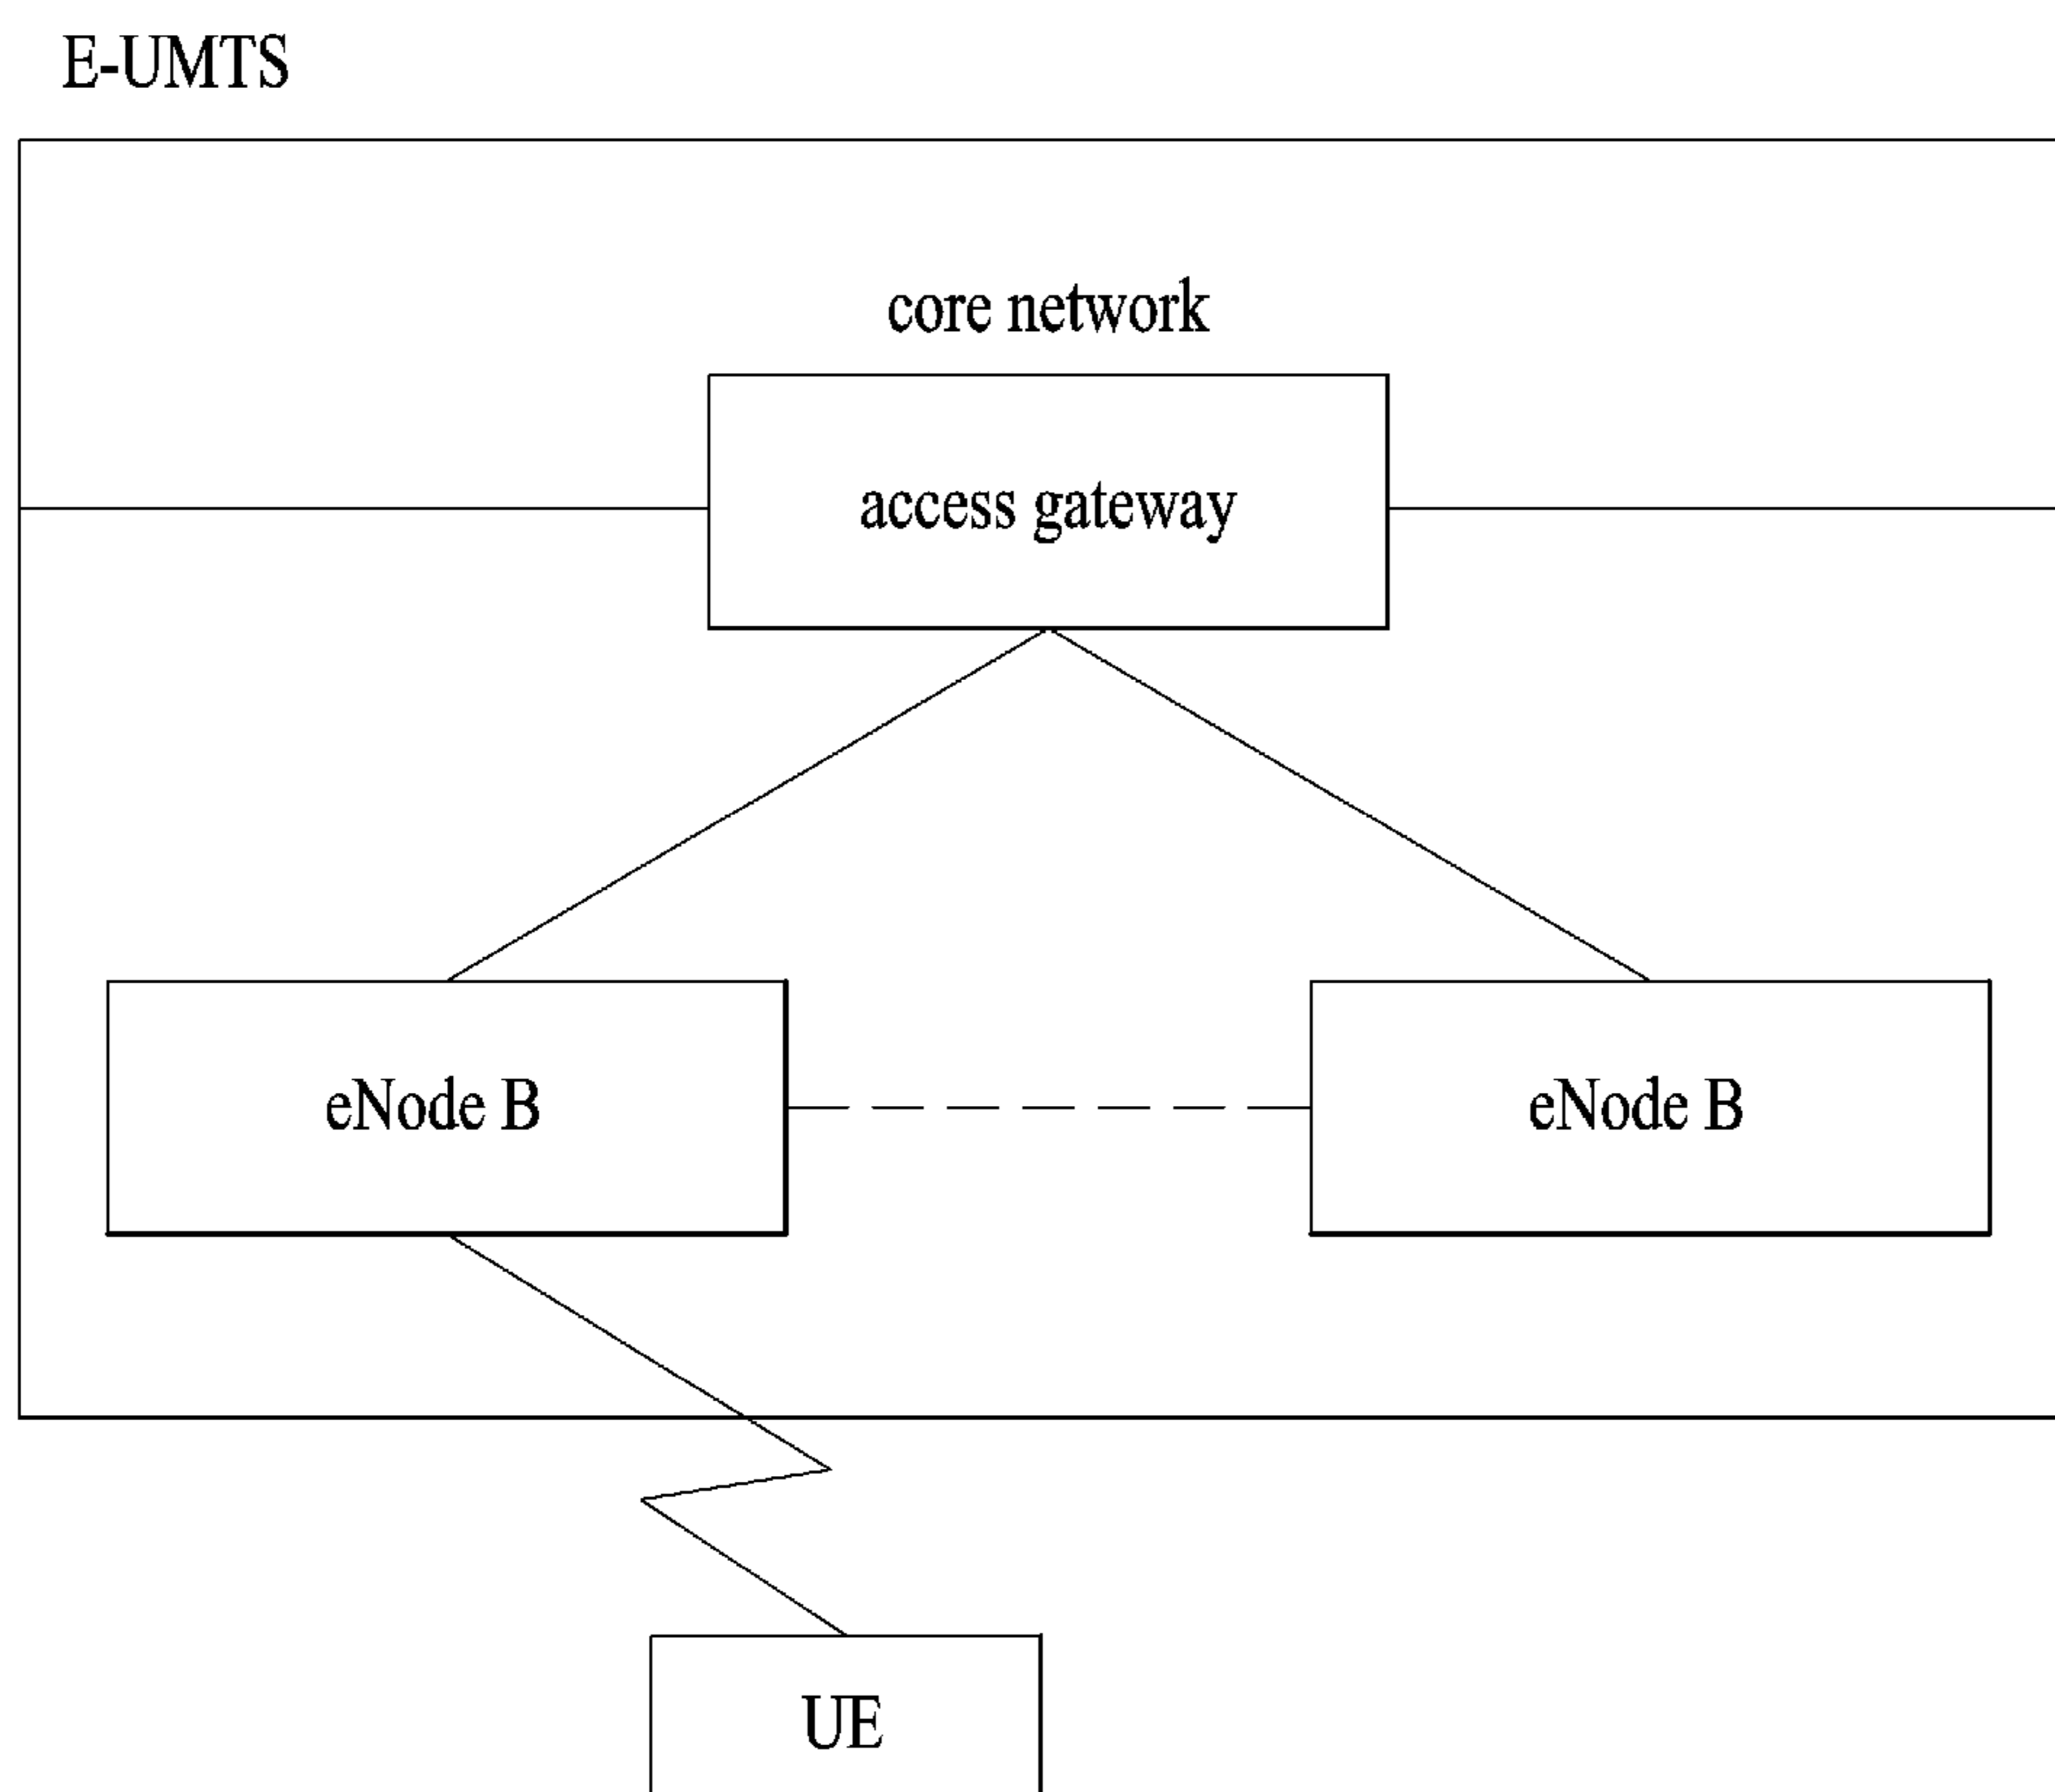 E-UMTS
core network
access gateway
eNode B
eNode B
UE